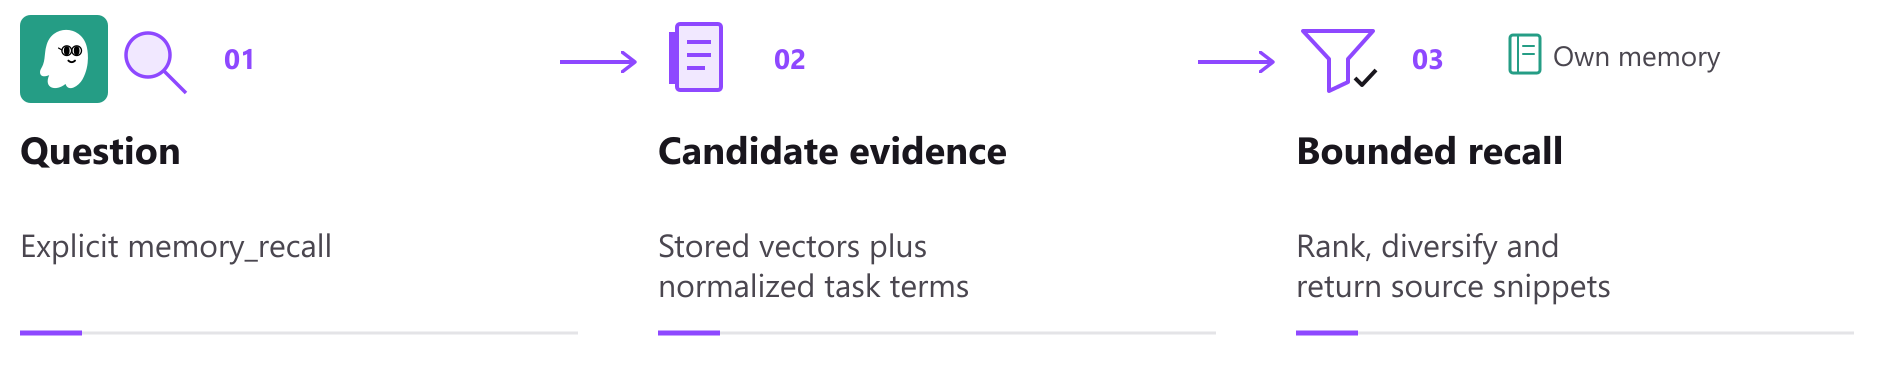 01
Question
Explicit memory_recall
02
Candidate evidence
Stored vectors plus
normalized task terms
03
Own memory
Bounded recall
Rank, diversify and
return source snippets